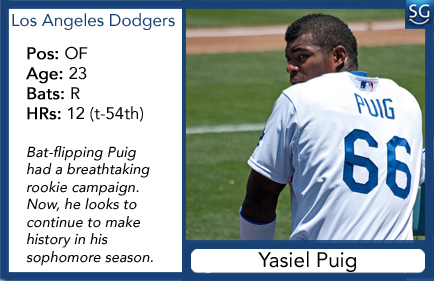 Los Angeles Dodgers
SG
Pos: OF
Age: 23
Bats: R
HRs: 12 (t-54th)
Bat-flipping Puig
had a breathtaking
rookie campaign.
Now, he looks to
continue to make
history in his
sophomore season.
PUIG
66
Yasiel Puig